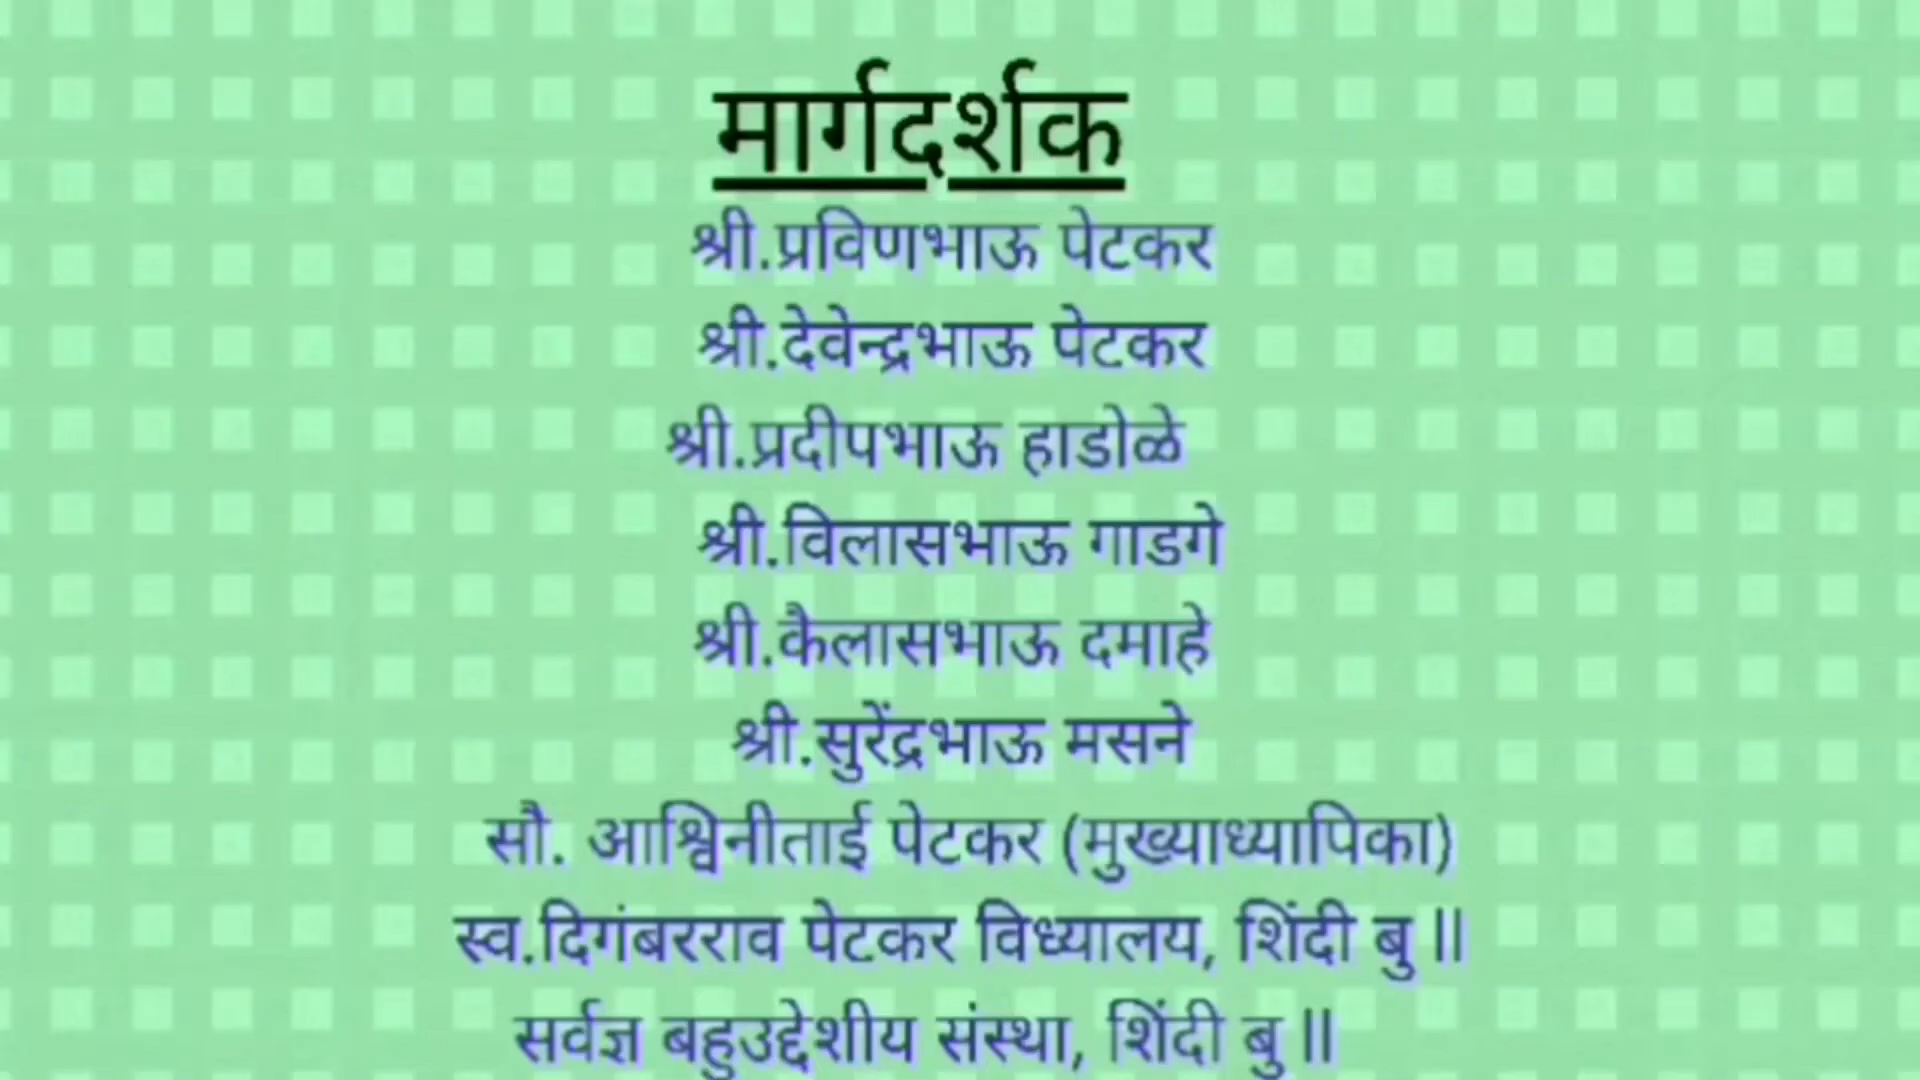 मार्गदर्शक
श्री.प्रविणभाऊ पेटकर
श्री.देवेन्द्रभाऊ पेटकर
श्री.प्रदीपभाऊ हाडोळे
श्री.विलासभाऊ गाडगे
श्री.कैलासभाऊ दमाहे
श्री.सुरेंद्रभाऊ मसने
सौ. आश्विनीताई पेटकर (मुख्याध्यापिका)
स्व.दिगंबरराव पेटकर विध्यालय, शिंदी बु ॥
सर्वज्ञ बहुउद्देशीय संस्था, शिंदी बु ॥